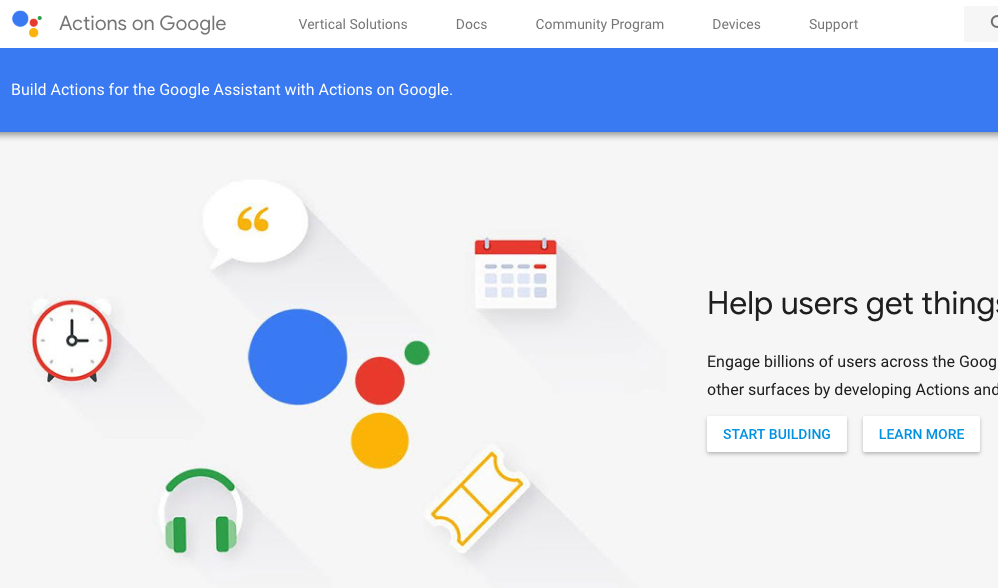 Actions on Google
Vertical Solutions
Docs
Community Program
Devices
Support
Build Actions for the Google Assistant with Actions on Google.
“
Help users get things
Engage billions of users across the Goog
other surfaces by developing Actions and
START BUILDING
LEARN MORE